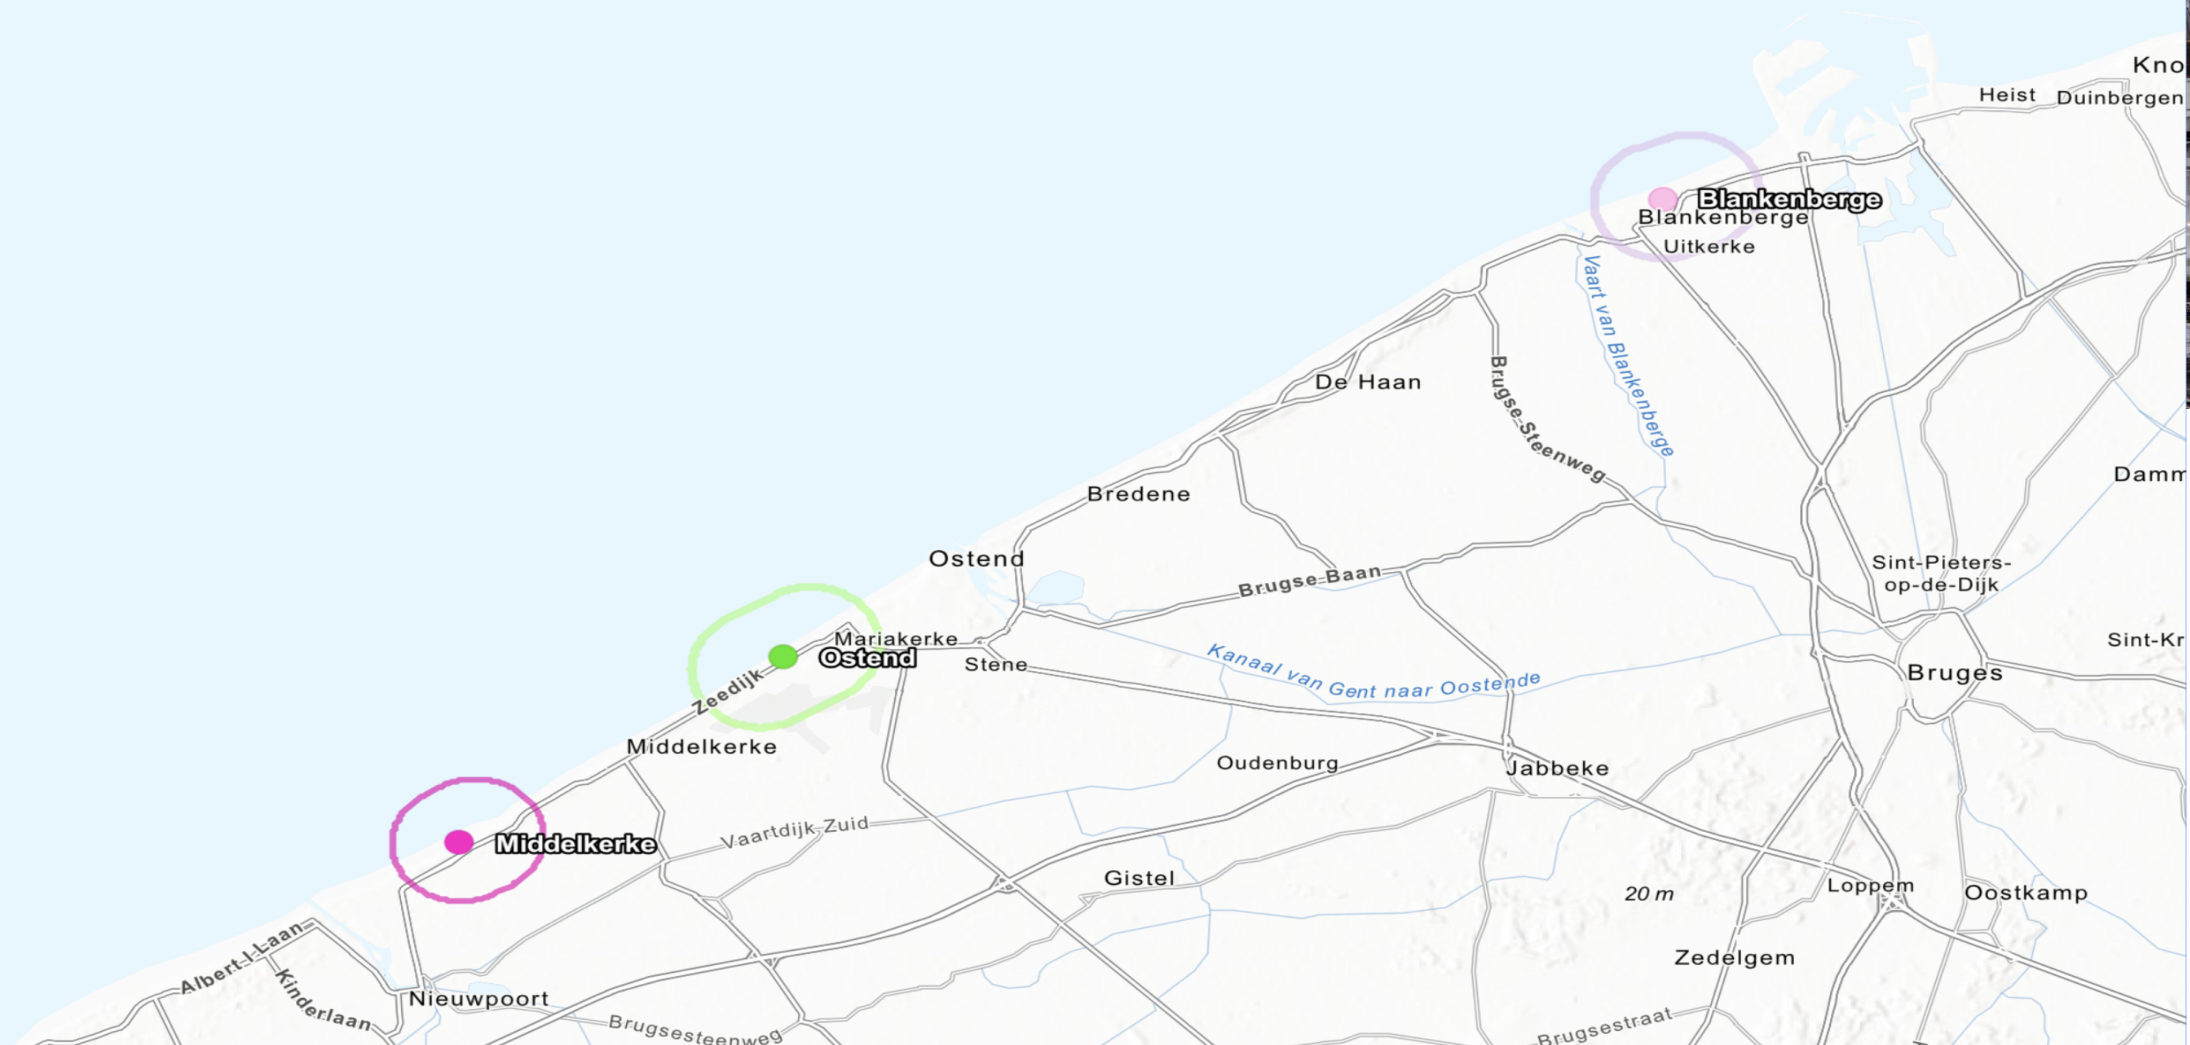 Kno
Heist
Duinbergen
Blankenberge
Blankenberge
Uitkerke
Vaart van Blankenberge
De Haan
Brugse-Steenweg
Damm
Bredene
Ostend
Brugse-Baan
Sint-Pieters-
op-de-Dijk
Mariakerke
Ostend
Stene
Kanaal van Gent naar Oostende
Sint-Kr
Bruges
Zeedijk
Middelkerke
Oudenburg
Jabbeke
Middelkerke
Vaartdijk-Zuid
Gistel
20 m
Loppem
Oostkamp
Albert-I-Laan
Kinderlaan
Nieuwpoort
Zedelgem
Brugsesteenweg
Brugsestraat